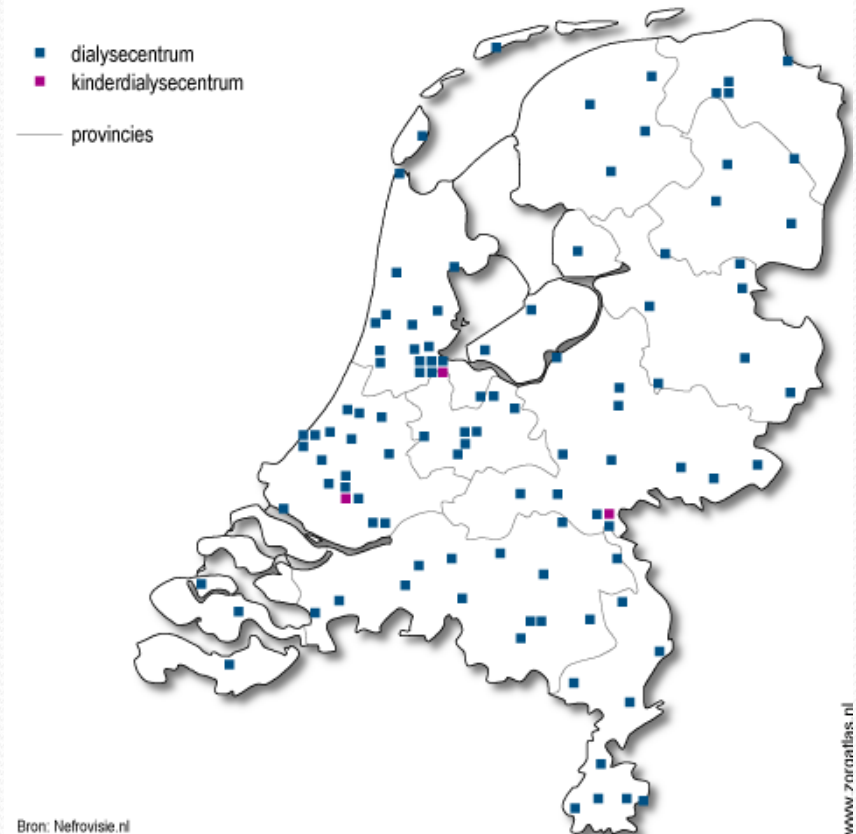 dialysecentrum
kinderdialysecentrum
provincies
Bron: Nefrovisie.nl
www.zorgatlas.nl